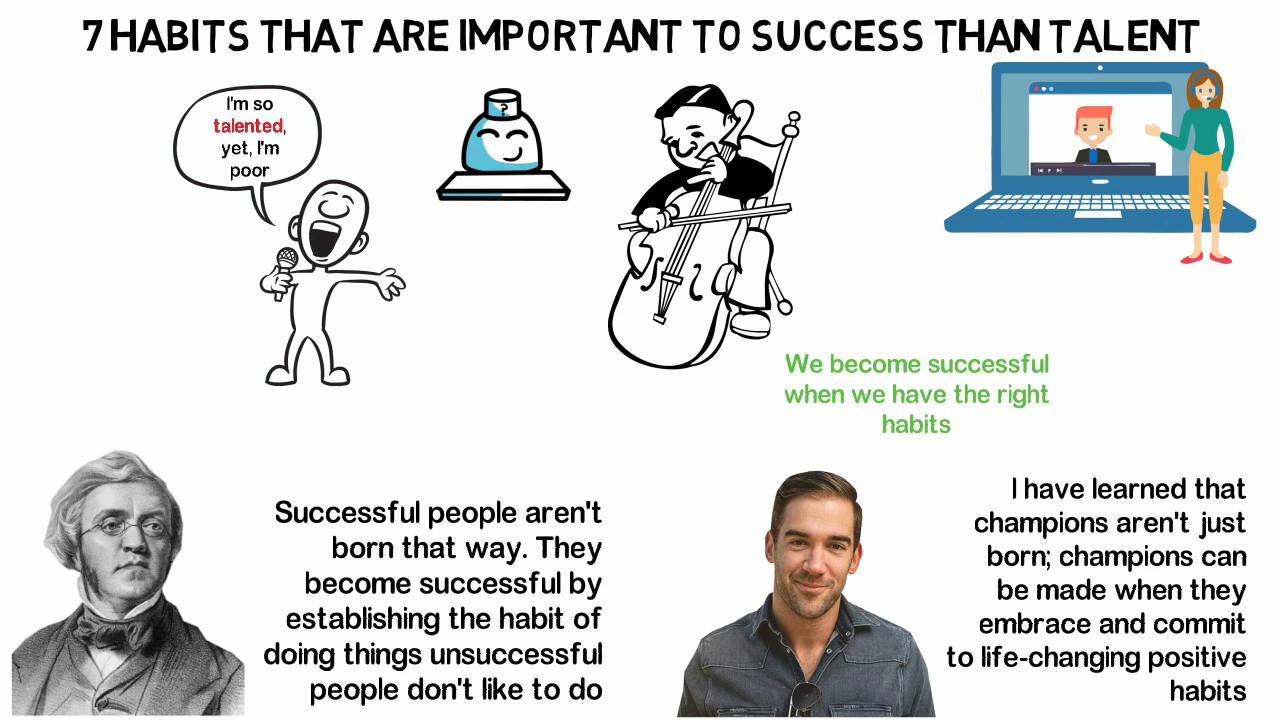 7 HABITS THAT ARE IMPORTANT TO SUCCESS THAN TALENT
I'm so
talented,
yet, I'm
poor
?
We become successful
when we have the right
habits
Successful people aren't
born that way. They
become successful by
establishing the habit of
doing things unsuccessful
people don't like to do
I have learned that
champions aren't just
born; champions can
be made when they
embrace and commit
to life-changing positive
habits